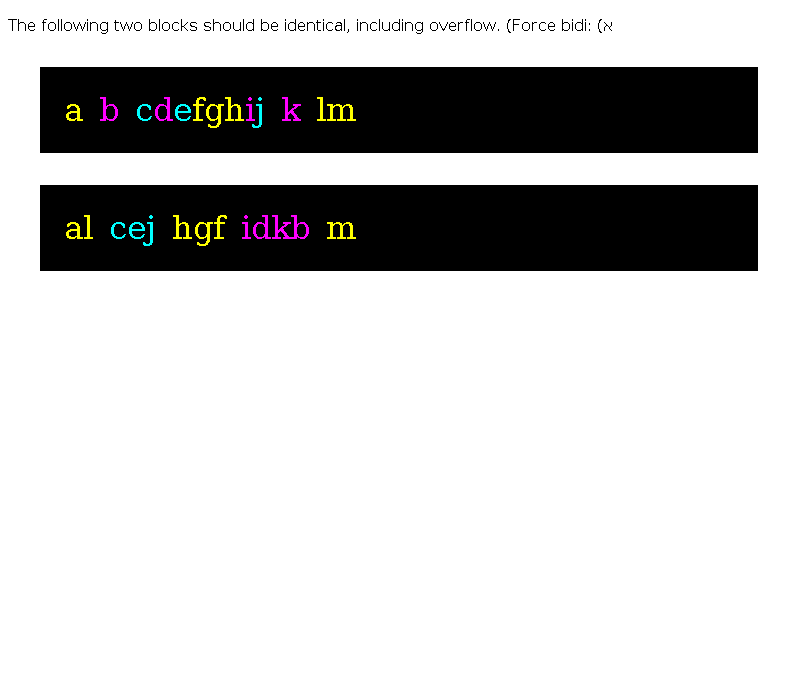 The following two blocks should be identical, including overflow. (Force bidi: (א
a b cdefghij k lm
al cej hgf idkb m